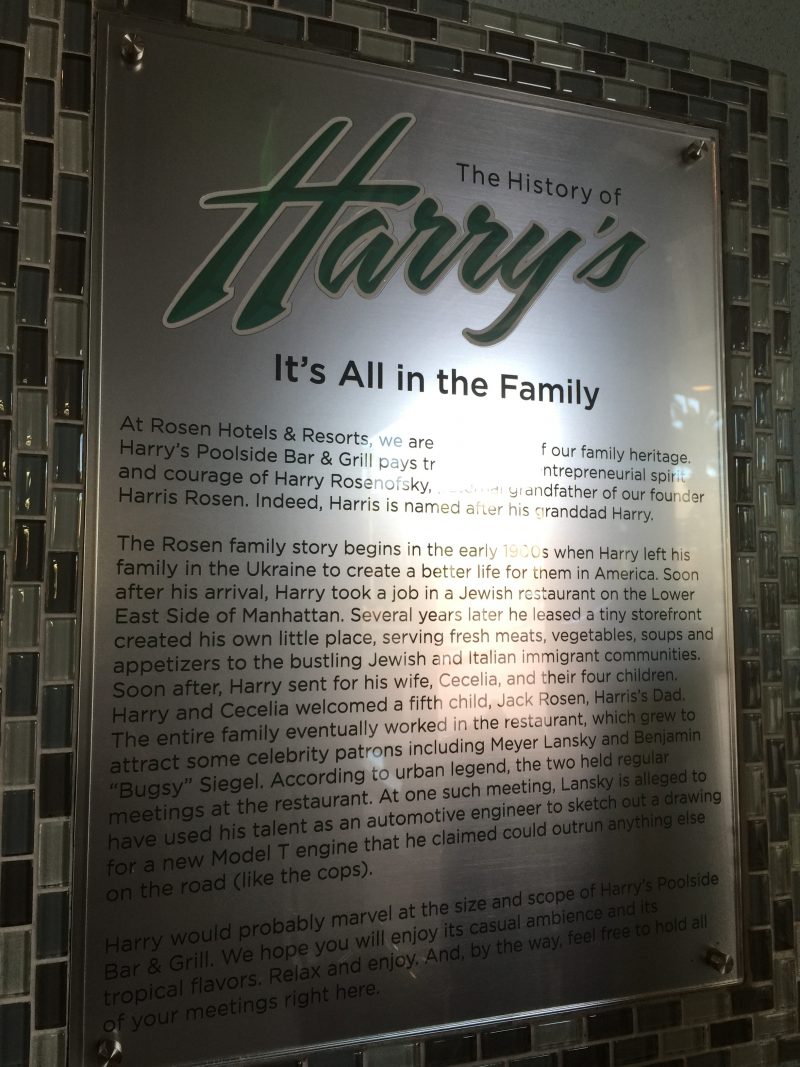 The History of
Harry's
It's All in the Family
At Rosen Hotels & Resorts, we are f our family heritage.
Harry's Poolside Bar & Grill pays tr ntrepreneurial spirit
and courage of Harry Rosenofsky, grandfather of our founder
Harris Rosen. Indeed, Harris is named after his granddad Harry.
The Rosen family story begins in the early 1900s when Harry left his
family in the Ukraine to create a better life for them in America. Soon
after his arrival, Harry took a job in a Jewish restaurant on the Lower
East Side of Manhattan. Several years later he leased a tiny storefront
created his own little place, serving fresh meats, vegetables, soups and
appetizers to the bustling Jewish and Italian immigrant communities.
Soon after, Harry sent for his wife, Cecelia, and their four children.
Harry and Cecelia welcomed a fifth child, Jack Rosen, Harris's Dad.
The entire family eventually worked in the restaurant, which grew to
attract some celebrity patrons including Meyer Lansky and Benjamin
“Bugsy” Siegel. According to urban legend, the two held regular
meetings at the restaurant. At one such meeting, Lansky is alleged to
have used his talent as an automotive engineer to sketch out a drawing
for a new Model T engine that he claimed could outrun anything else
on the road (like the cops).
Harry would probably marvel at the size and scope of Harry's Poolside
Bar & Grill. We hope you will enjoy its casual ambience and its
tropical flavors. Relax and enjoy. And, by the way, feel free to hold all
of your meetings right here.